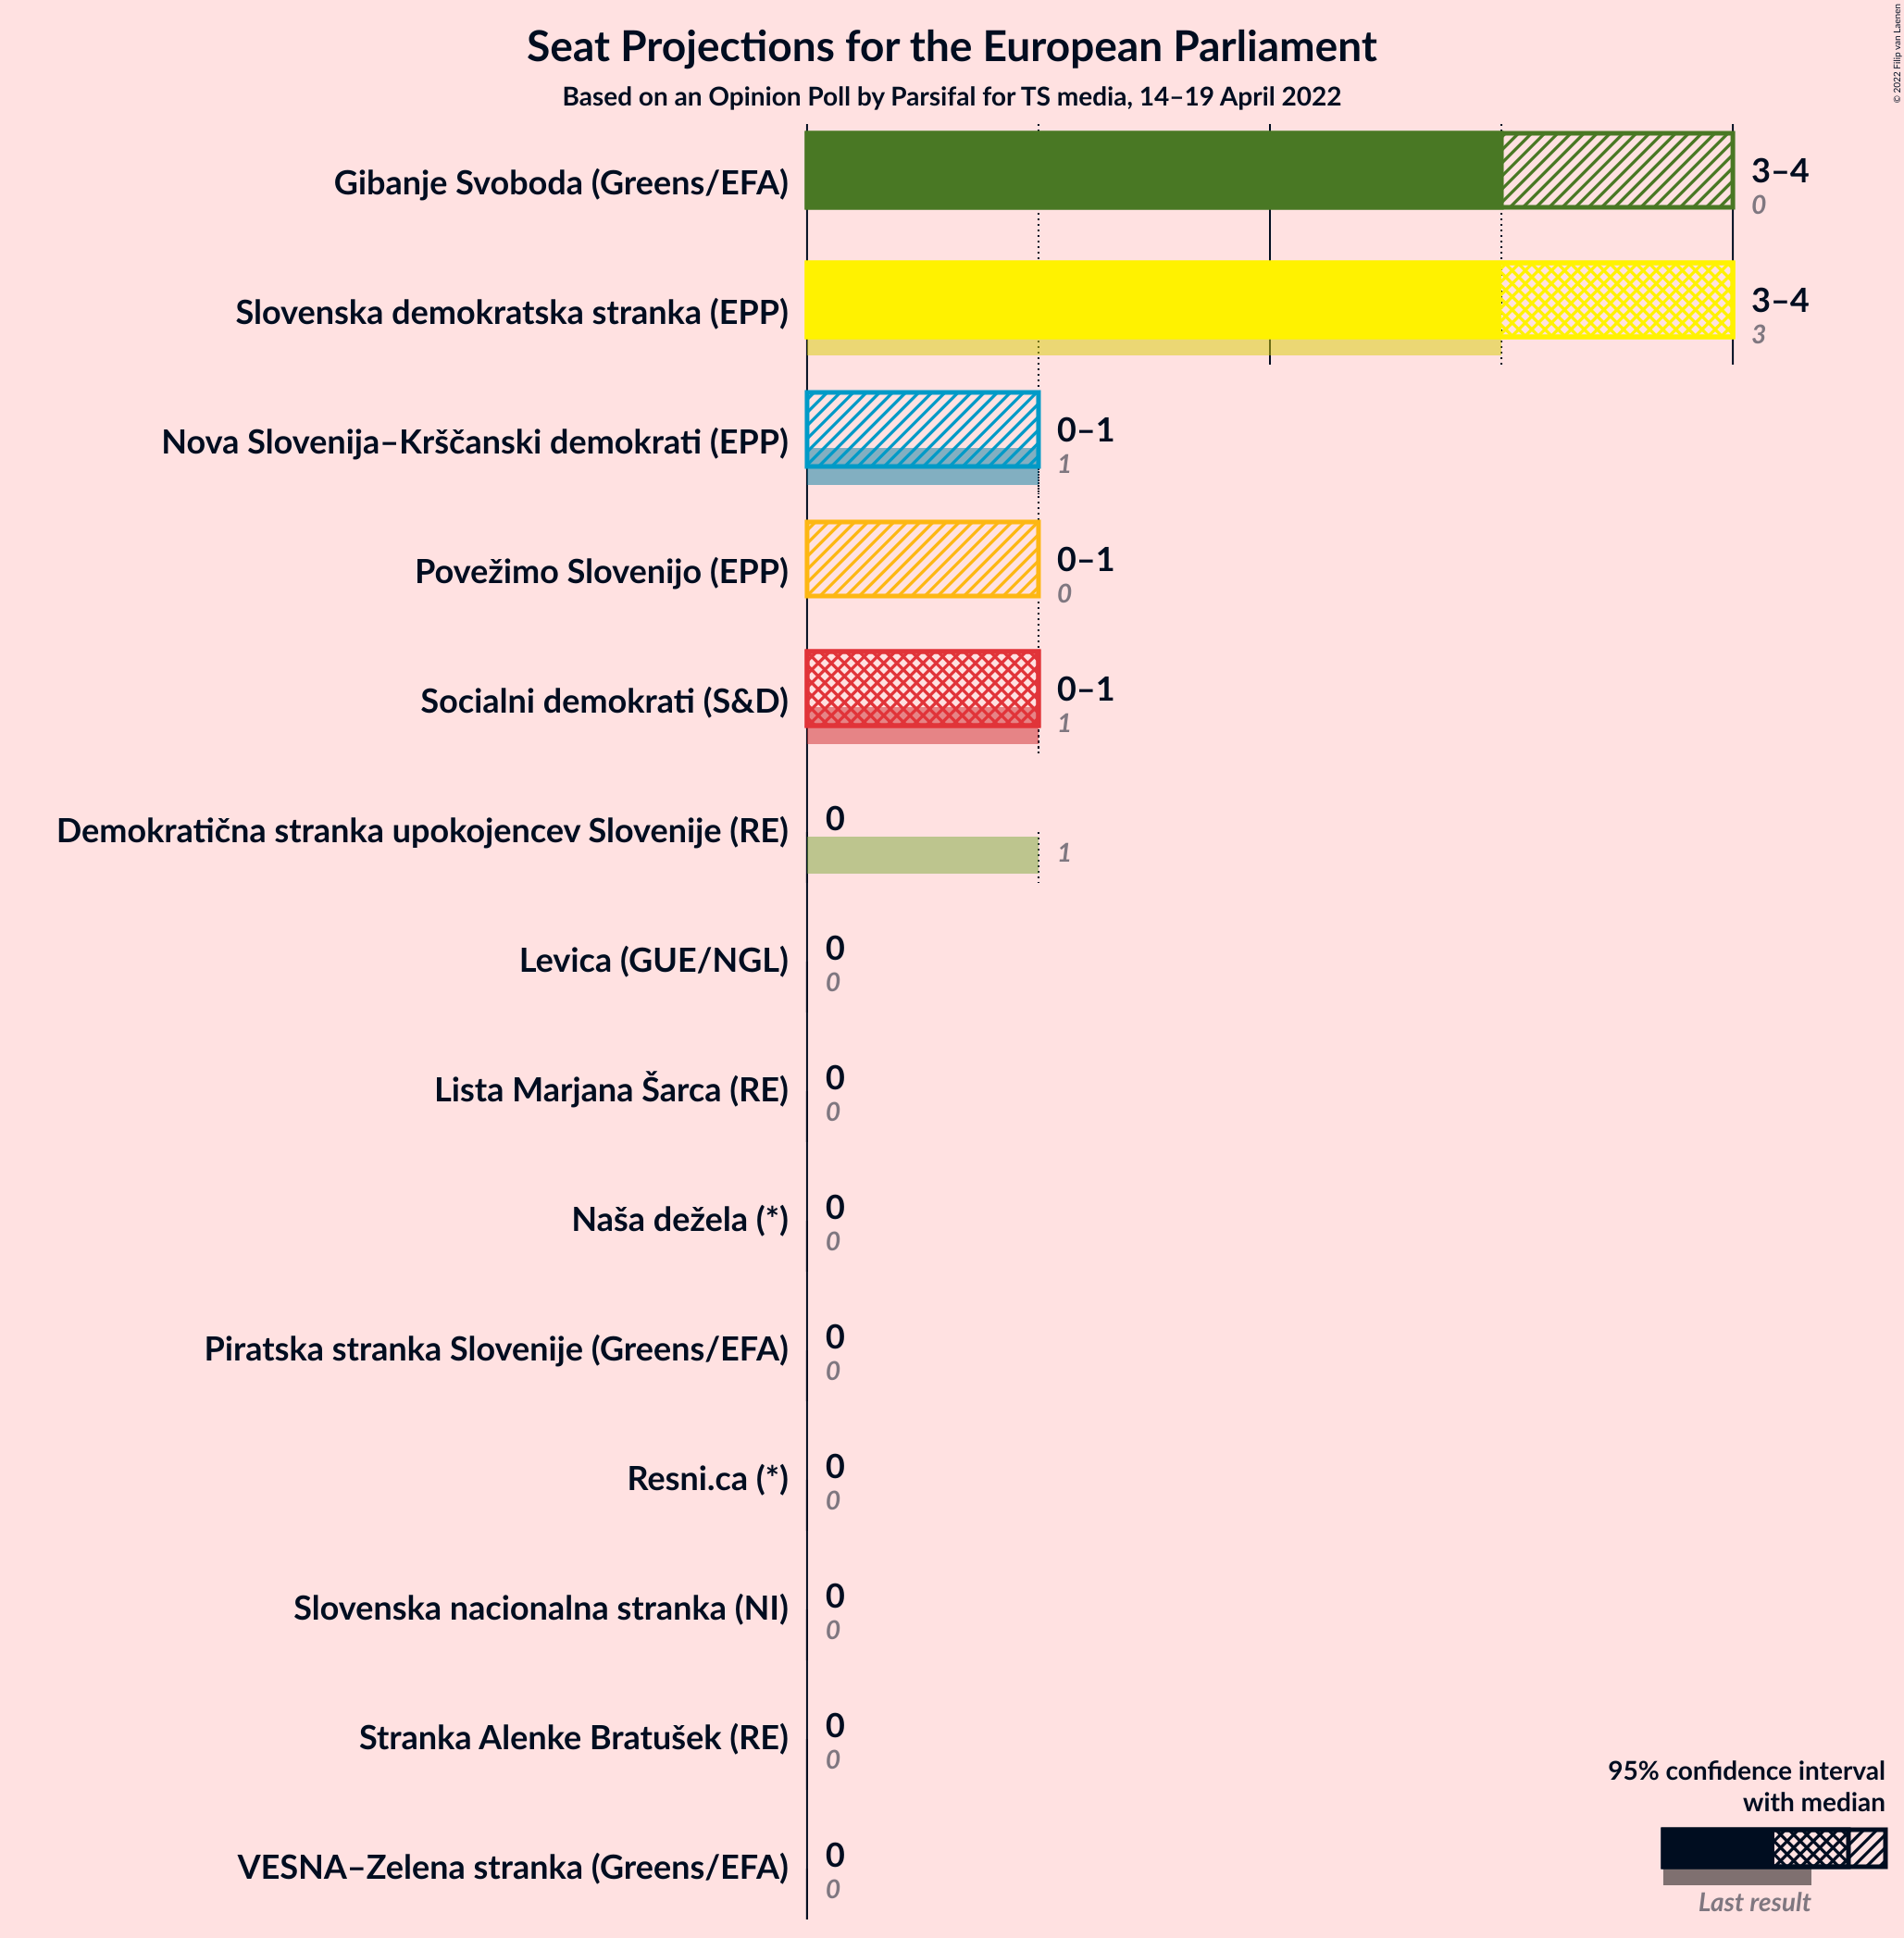 Seat Projections for the European Parliament
Based on an Opinion Poll by Parsifal for TS media, 14–19 April 2022
© 2022 Filip van Laenen
Gibanje Svoboda (Greens/EFA)
3–4
0
Slovenska demokratska stranka (EPP)
3–4
3
Nova Slovenija–Krščanski demokrati (EPP)
0–1
1
Povežimo Slovenijo (EPP)
0–1
0
Socialni demokrati (S&D)
0–1
1
Demokratična stranka upokojencev Slovenije (RE)
0
1
Levica (GUE/NGL)
0
0
Lista Marjana Šarca (RE)
0
0
Naša dežela (*)
0
0
Piratska stranka Slovenije (Greens/EFA)
0
0
Resni.ca (*)
0
0
Slovenska nacionalna stranka (NI)
0
0
Stranka Alenke Bratušek (RE)
0
0
VESNA–Zelena stranka (Greens/EFA)
0
0
95% confidence interval
with median
Last result